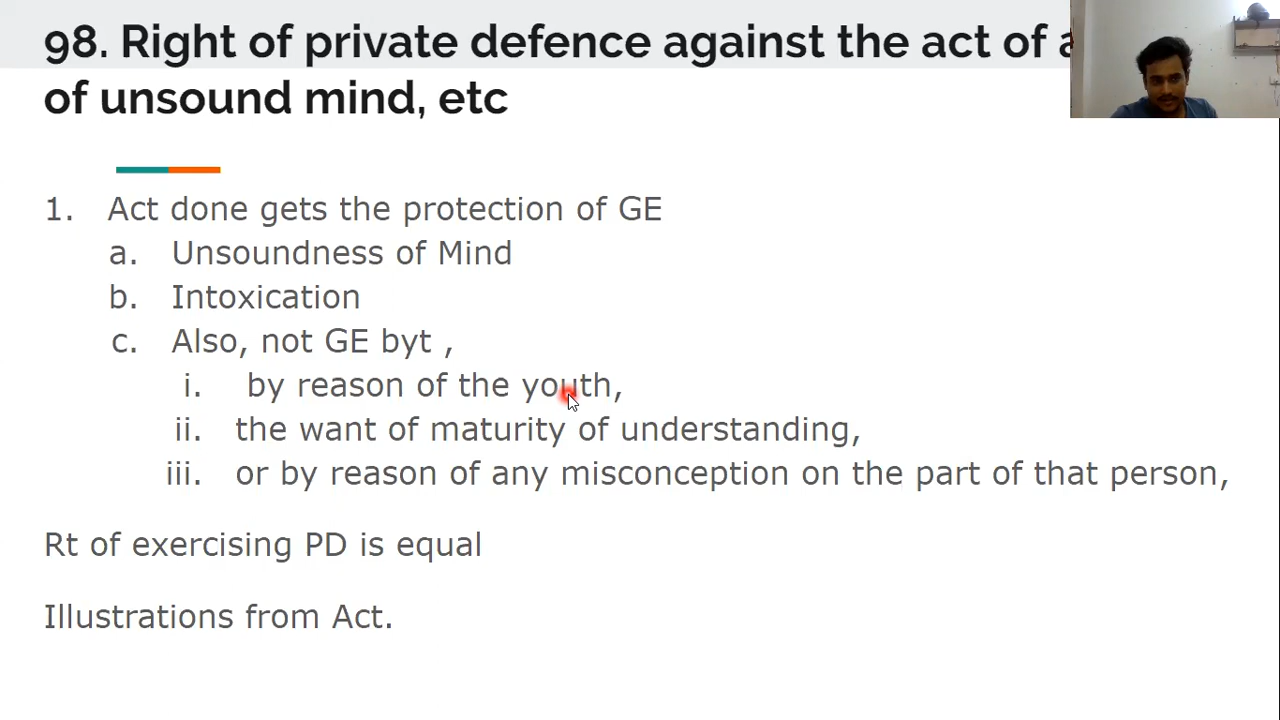 98. Right of private defence against the act of
of unsound mind, etc
1. Act done gets the protection of GE
a. Unsoundness of Mind
b. Intoxication
c. Also, not GE byt ,
i. by reason of the youth,
ii. the want of maturity of understanding,
iii. or by reason of any misconception on the part of that person,
Rt of exercising PD is equal
Illustrations from Act.